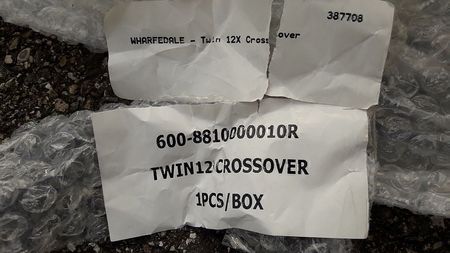 387708
WHARFEDALE - Twin 12X Crossover
600-8810000010R
TWIN12 CROSSOVER
1PCS/BOX